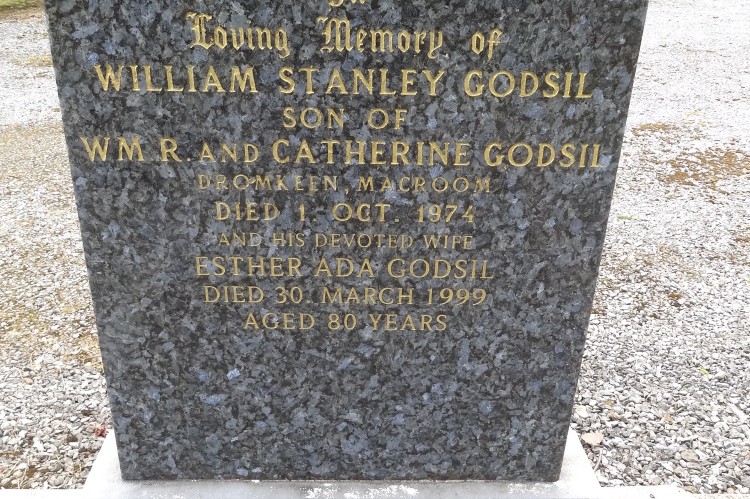 In
Loving Memory of
WILLIAM STANLEY GODSIL
SON OF
WM R. AND CATHERINE GODSIL
DROMKEEN, MACROOM
DIED 1. OCT. 1974
AND HIS DEVOTED WIFE
ESTHER ADA GODSIL
DIED 30. MARCH 1999
AGED 80 YEARS